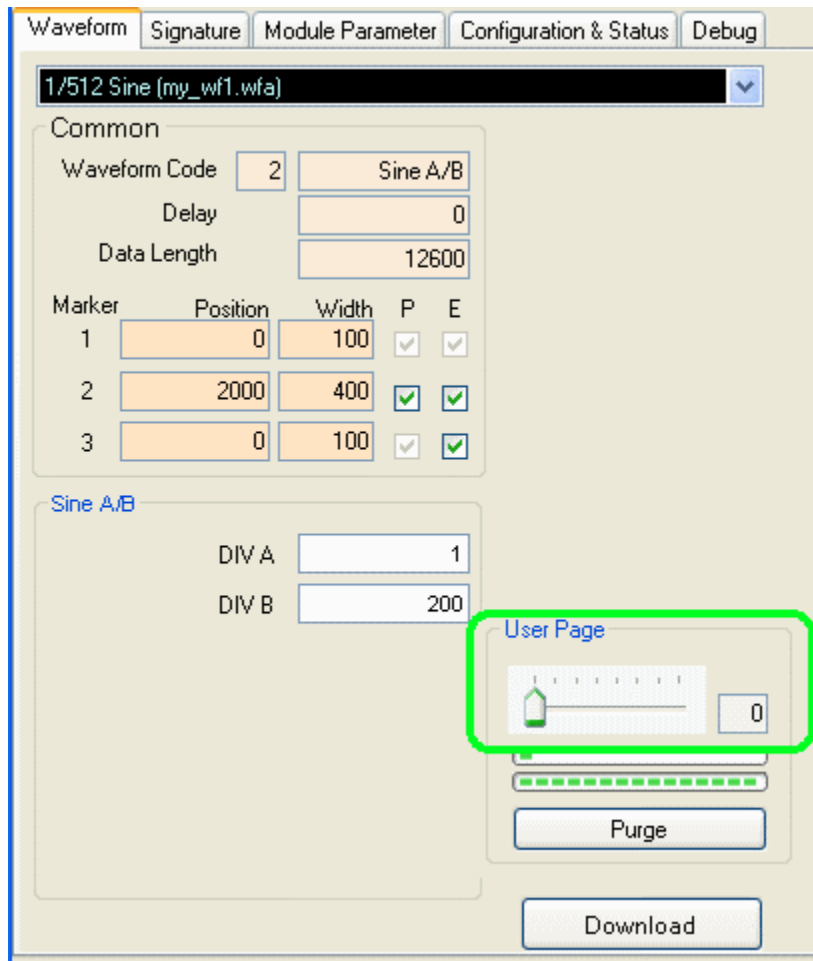 Waveform Signature Module Parameter Configuration & Status Debug
1/512 Sine (my_wf1.wfa)
Common
Waveform Code 2 Sine A/B
Delay 0
Data Length 12600
Marker Position Width P E
1 0 100
2 2000 400
3 0 100
Sine A/B
DIV A 1
DIV B 200
User Page
0
Purge
Download